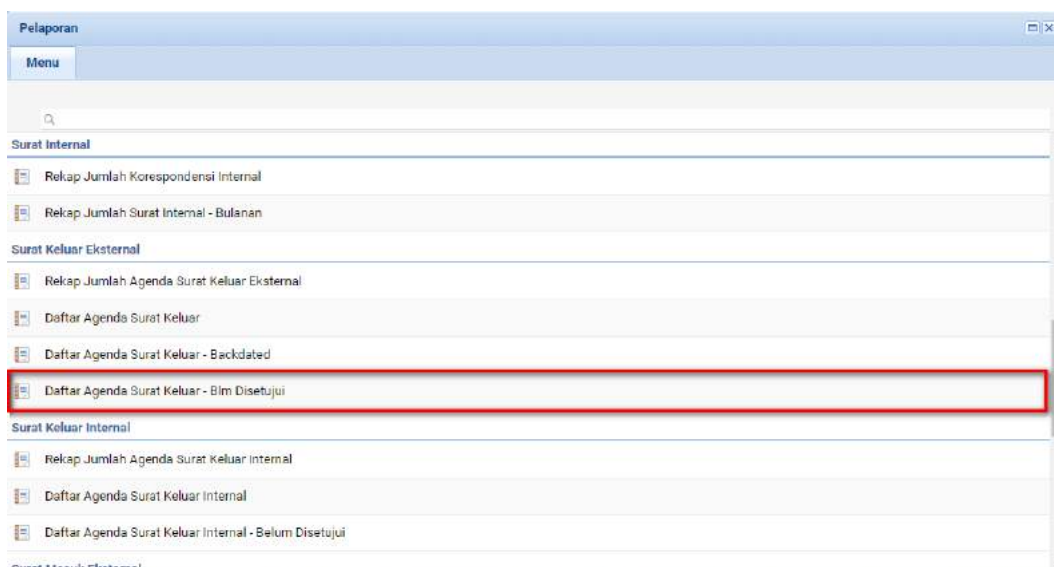 Pelaporan
Menu
Surat Internal
Rekap Jumlah Korespondensi Internal
Rekap Jumlah Surat Internal - Bulanan
Surat Keluar Eksternal
Rekap Jumlah Agenda Surat Keluar Eksternal
Daftar Agenda Surat Keluar
Daftar Agenda Surat Keluar - Backdated
Daftar Agenda Surat Keluar - Blm Disetujui
Surat Keluar Internal
Rekap Jumlah Agenda Surat Keluar Internal
Daftar Agenda Surat Keluar Internal
Daftar Agenda Surat Keluar Internal - Belum Disetujui